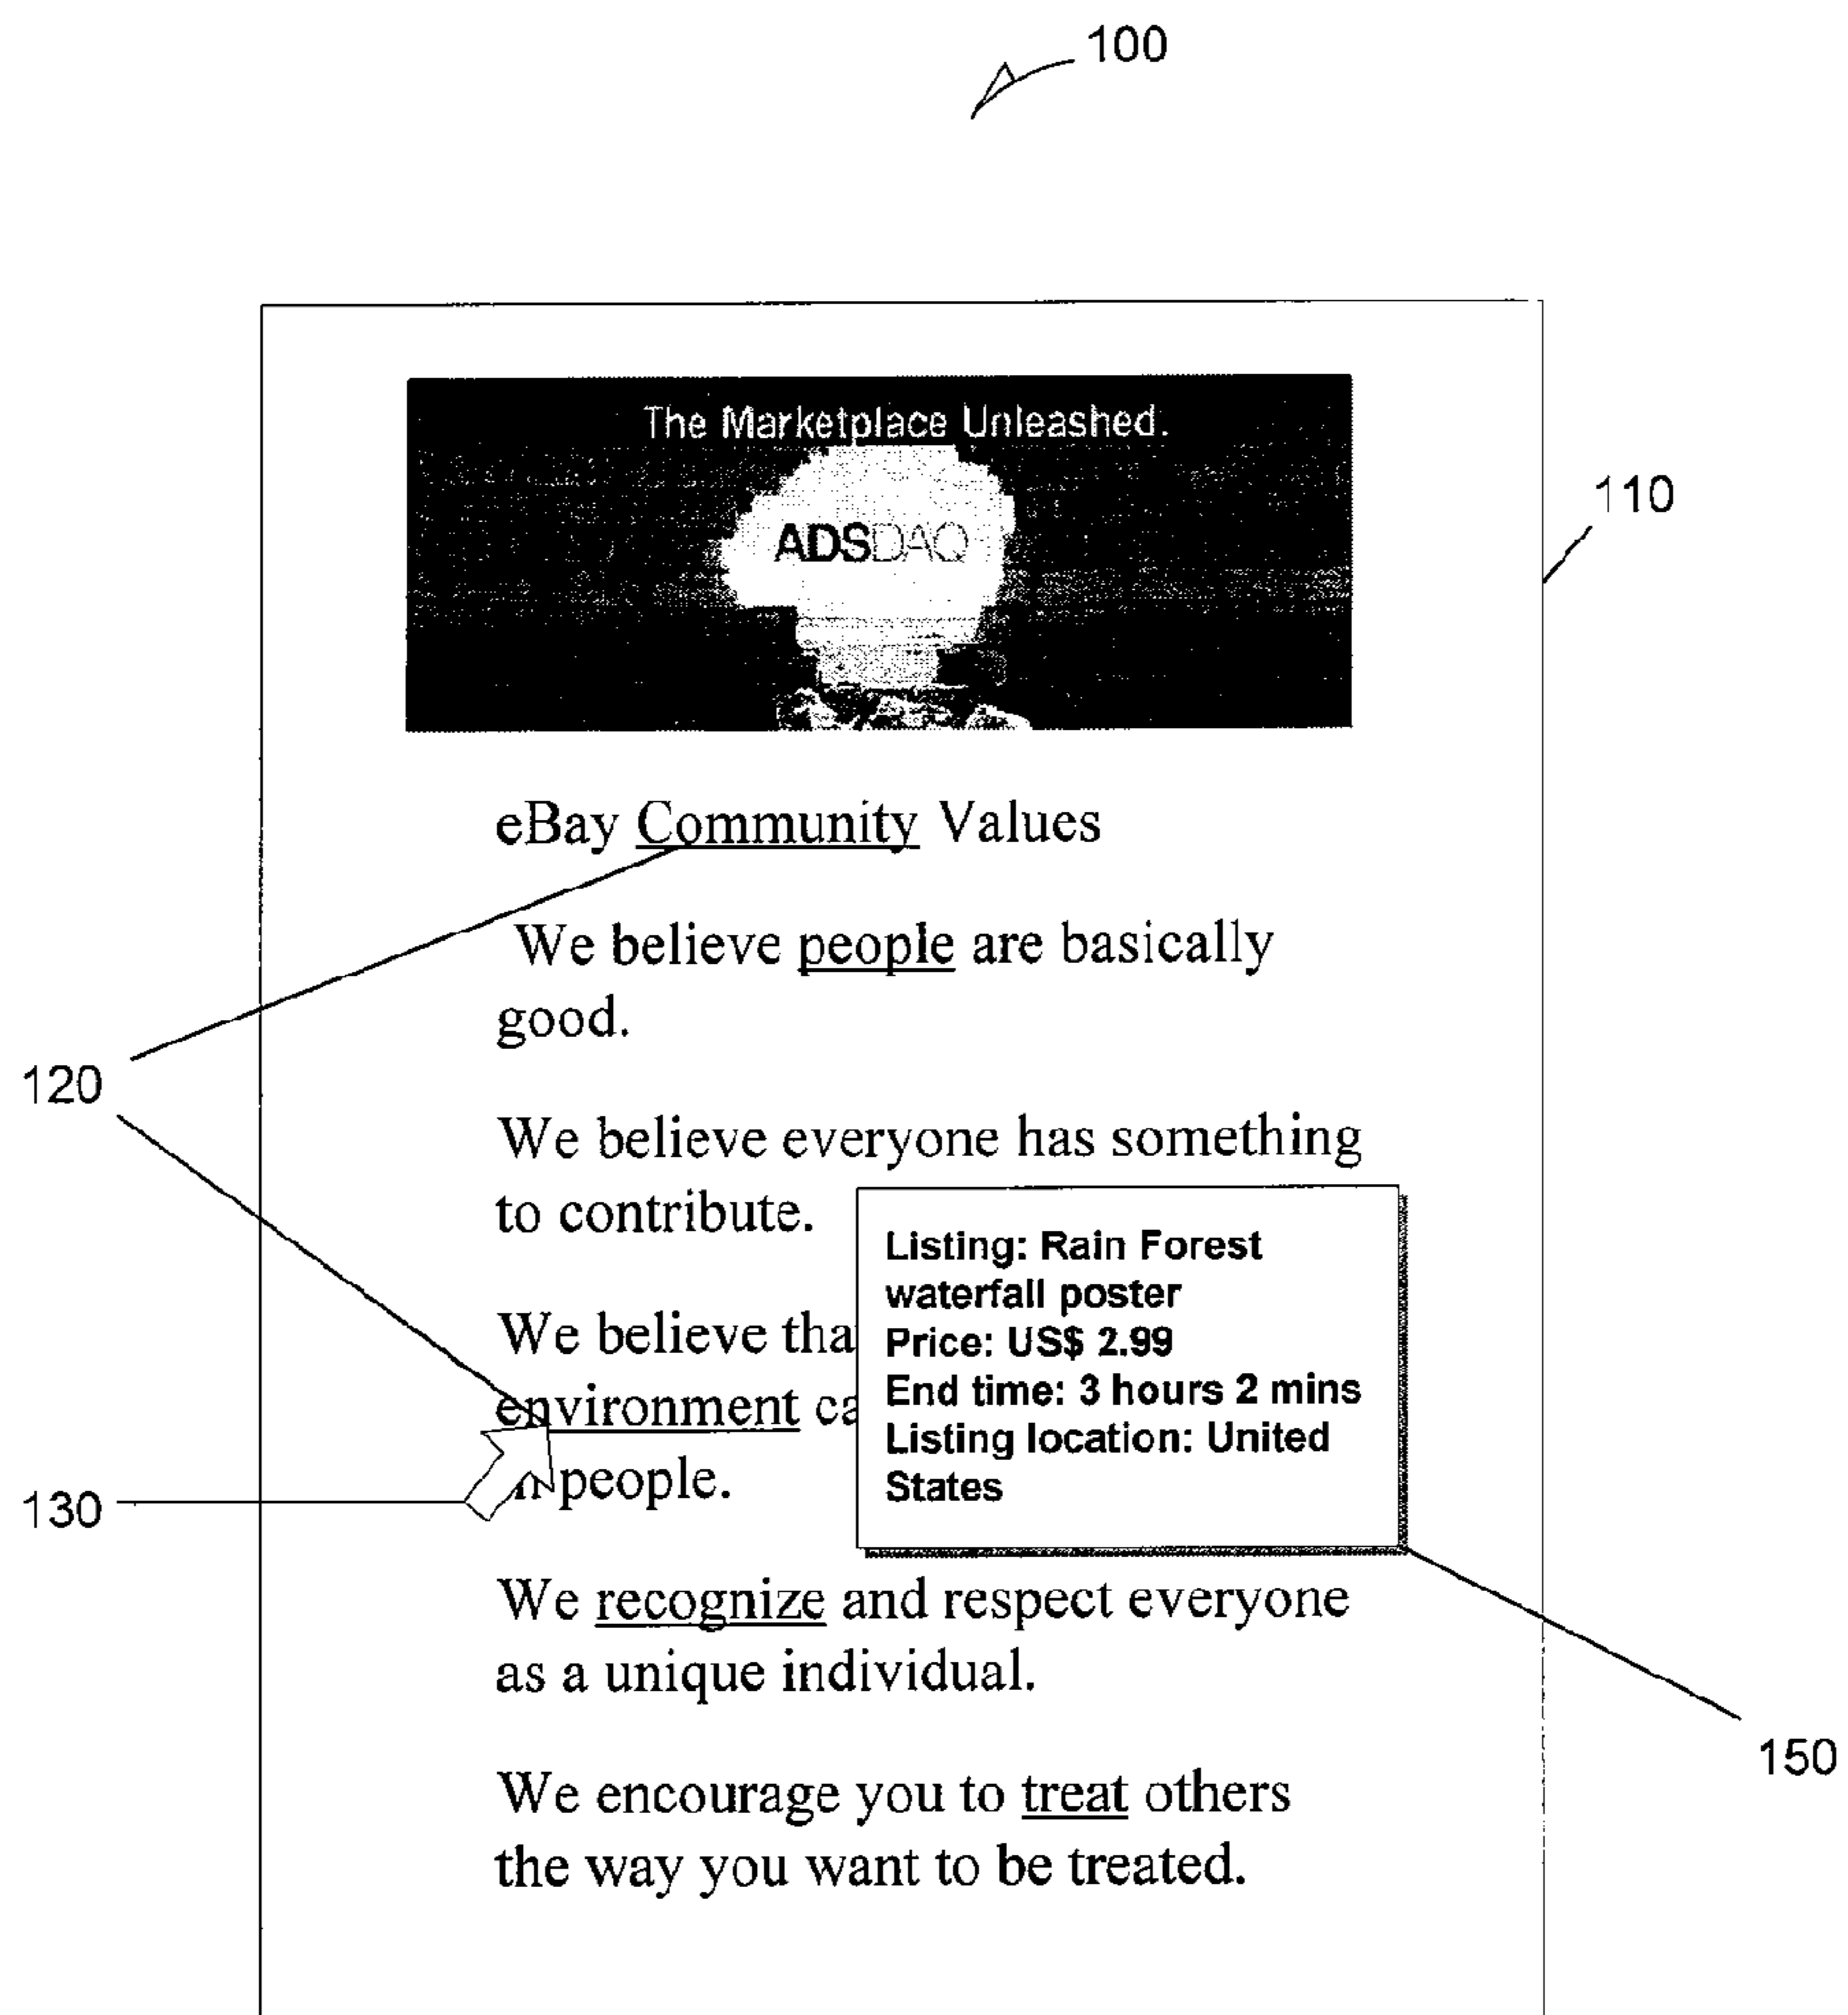 100
The Marketplace Unleashed.
110
ADSDAQ
eBay Community Values
We believe people are basically
good.
120
We believe everyone has something
to contribute.
Listing: Rain Forest
waterfall poster
Price: US$ 2.99
End time: 3 hours 2 mins
Listing location: United
States
We believe
environment
people.
130
We recognize and respect everyone
as a unique individual.
150
We encourage you to treat others
the way you want to be treated.